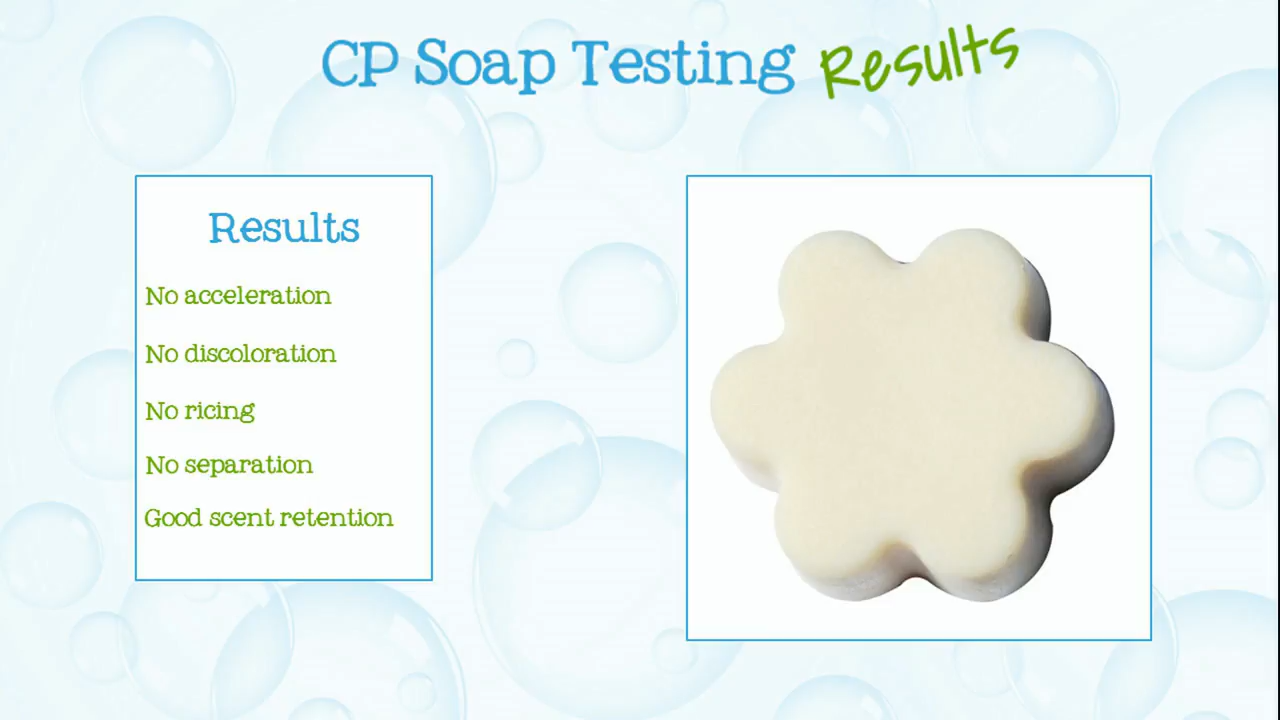 CP Soap Testing Results
Results
No acceleration
No discoloration
No ricing
No separation
Good scent retention